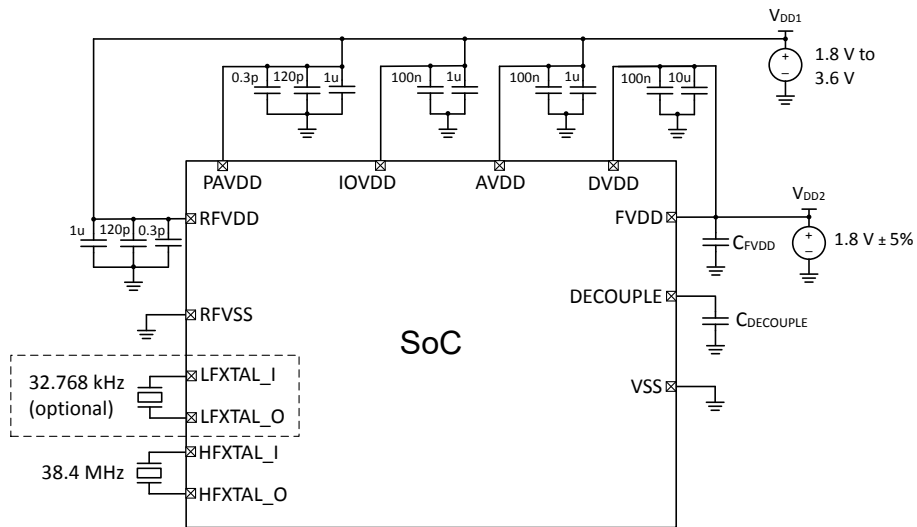 VDD1
+
–
1.8 V to
3.6 V
0.3p
120p
1u
100n
1u
100n
1u
100n
10u
PAVDD
IOVDD
AVDD
DVDD
RFVDD
FVDD
VDD2
+
–
1.8 V ± 5%
1u
120p
0.3p
CFVDD
DECOUPLE
CDECOUPLE
RFVSS
SoC
LFXTAL_I
32.768 kHz
(optional)
LFXTAL_O
VSS
HFXTAL_I
38.4 MHz
HFXTAL_O